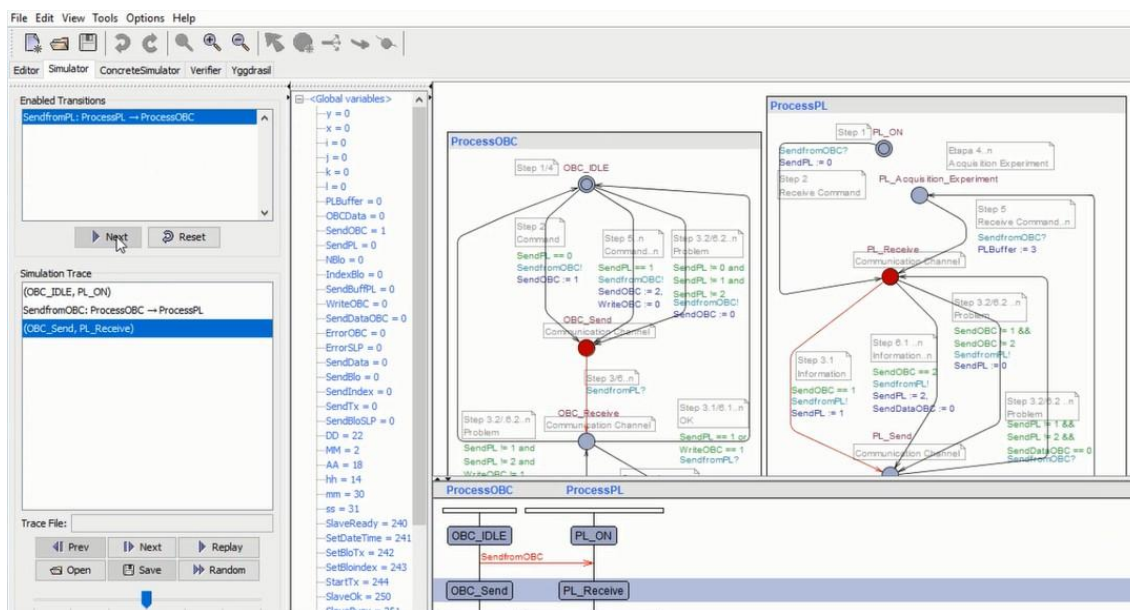 File Edit View Tools Options Help
Editor Simulator ConcreteSimulator Verifier Yggdrasil
Enabled Transitions
SendfromPL: ProcessPL → ProcessOBC
Next
Reset
Simulation Trace
(OBC_IDLE, PL_ON)
SendfromOBC: ProcessOBC → ProcessPL
(OBC_Send, PL_Receive)
Trace File:
Prev Next Replay
Open Save Random
<Global variables>
y = 0
x = 0
i = 0
j = 0
k = 0
l = 0
PLBuffer = 0
OBCData = 0
SendOBC = 1
SendPL = 0
NBlo = 0
IndexBlo = 0
SendBuffPL = 0
WriteOBC = 0
SendDataOBC = 0
ErrorOBC = 0
ErrorSLP = 0
SendData = 0
SendBlo = 0
SendIndex = 0
SendTx = 0
SendBloSLP = 0
DD = 22
MM = 2
AA = 18
hh = 14
mm = 30
ss = 31
SlaveReady = 240
SetDateTime = 241
SetBloTx = 242
SetBloindex = 243
StartTx = 244
SlaveOk = 250
ProcessOBC
Step 1/4
OBC_IDLE
Step 2
Command
SendPL == 0
SendfromOBC!
SendOBC := 1
Step 5..n
Command..n
SendPL == 1
SendfromOBC!
SendOBC := 2,
WriteOBC := 0
Step 3.2/6.2..n
Problem
SendPL != 0 and
SendPL != 1 and
SendPL != 2
SendfromOBC!
SendOBC := 0
OBC_Send
Communication Channel
Step 3/6..n
SendfromPL?
OBC_Receive
Communication Channel
Step 3.2/ 6.2...n
Problem
SendPL != 1 and
SendPL != 2 and
WriteOBC != 1
Step 3.1/6.1..n
OK
SendPL == 1 or
WriteOBC == 1
SendfromPL?
ProcessPL
Step 1
PL_ON
SendfromOBC?
SendPL := 0
Step 2
Receive Command
Etapa 4..n
Acquisition Experiment
PL_Acquisition_Experiment
Step 5
Receive Command..n
SendfromOBC?
PLBuffer := 3
PL_Receive
Communication Channel
Step 3.1
Information
SendOBC == 1
SendfromPL!
SendPL := 1
Step 6.1 ..n
Information..n
SendOBC == 2
SendfromPL!
SendPL := 2,
SendDataOBC := 0
Step 3.2/6.2 ..n
Problem
SendOBC != 1 &&
SendOBC != 2
SendfromPL!
SendPL := 0
Step 3.2/6.2 ..n
Problem
SendPL != 1 &&
SendPL != 2 &&
SendDataOBC == 0
SendfromOBC?
PL_Send
Communication Channel
ProcessOBC ProcessPL
OBC_IDLE PL_ON
SendfromOBC
OBC_Send PL_Receive